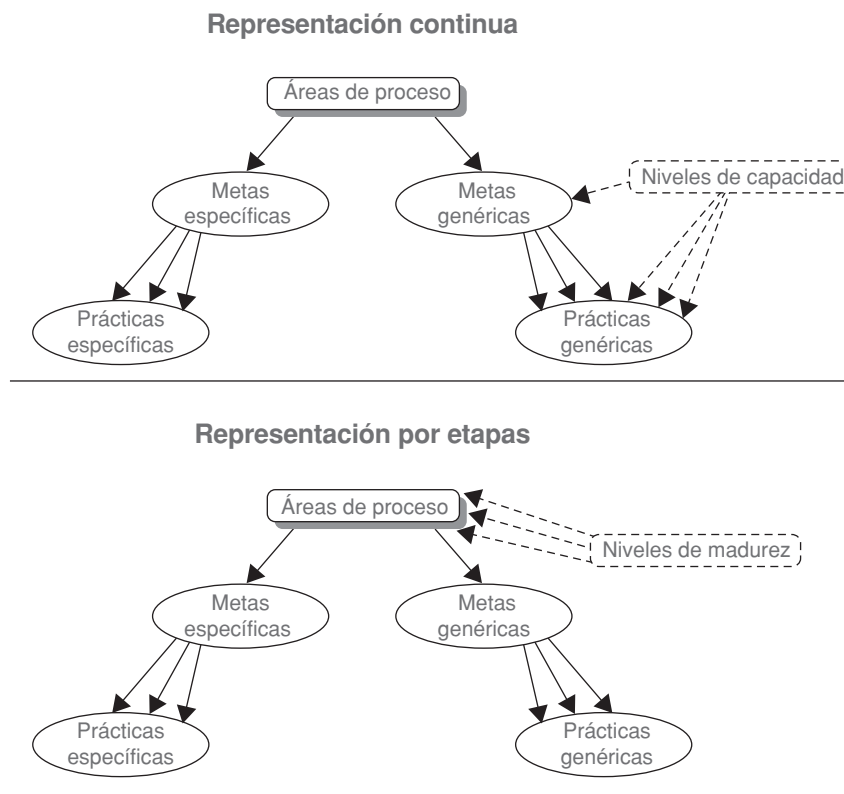 Representación continua
Áreas de proceso
Metas
específicas
Metas
genéricas
Niveles de capacidad
Prácticas
específicas
Prácticas
genéricas
Representación por etapas
Áreas de proceso
Niveles de madurez
Metas
específicas
Metas
genéricas
Prácticas
específicas
Prácticas
genéricas